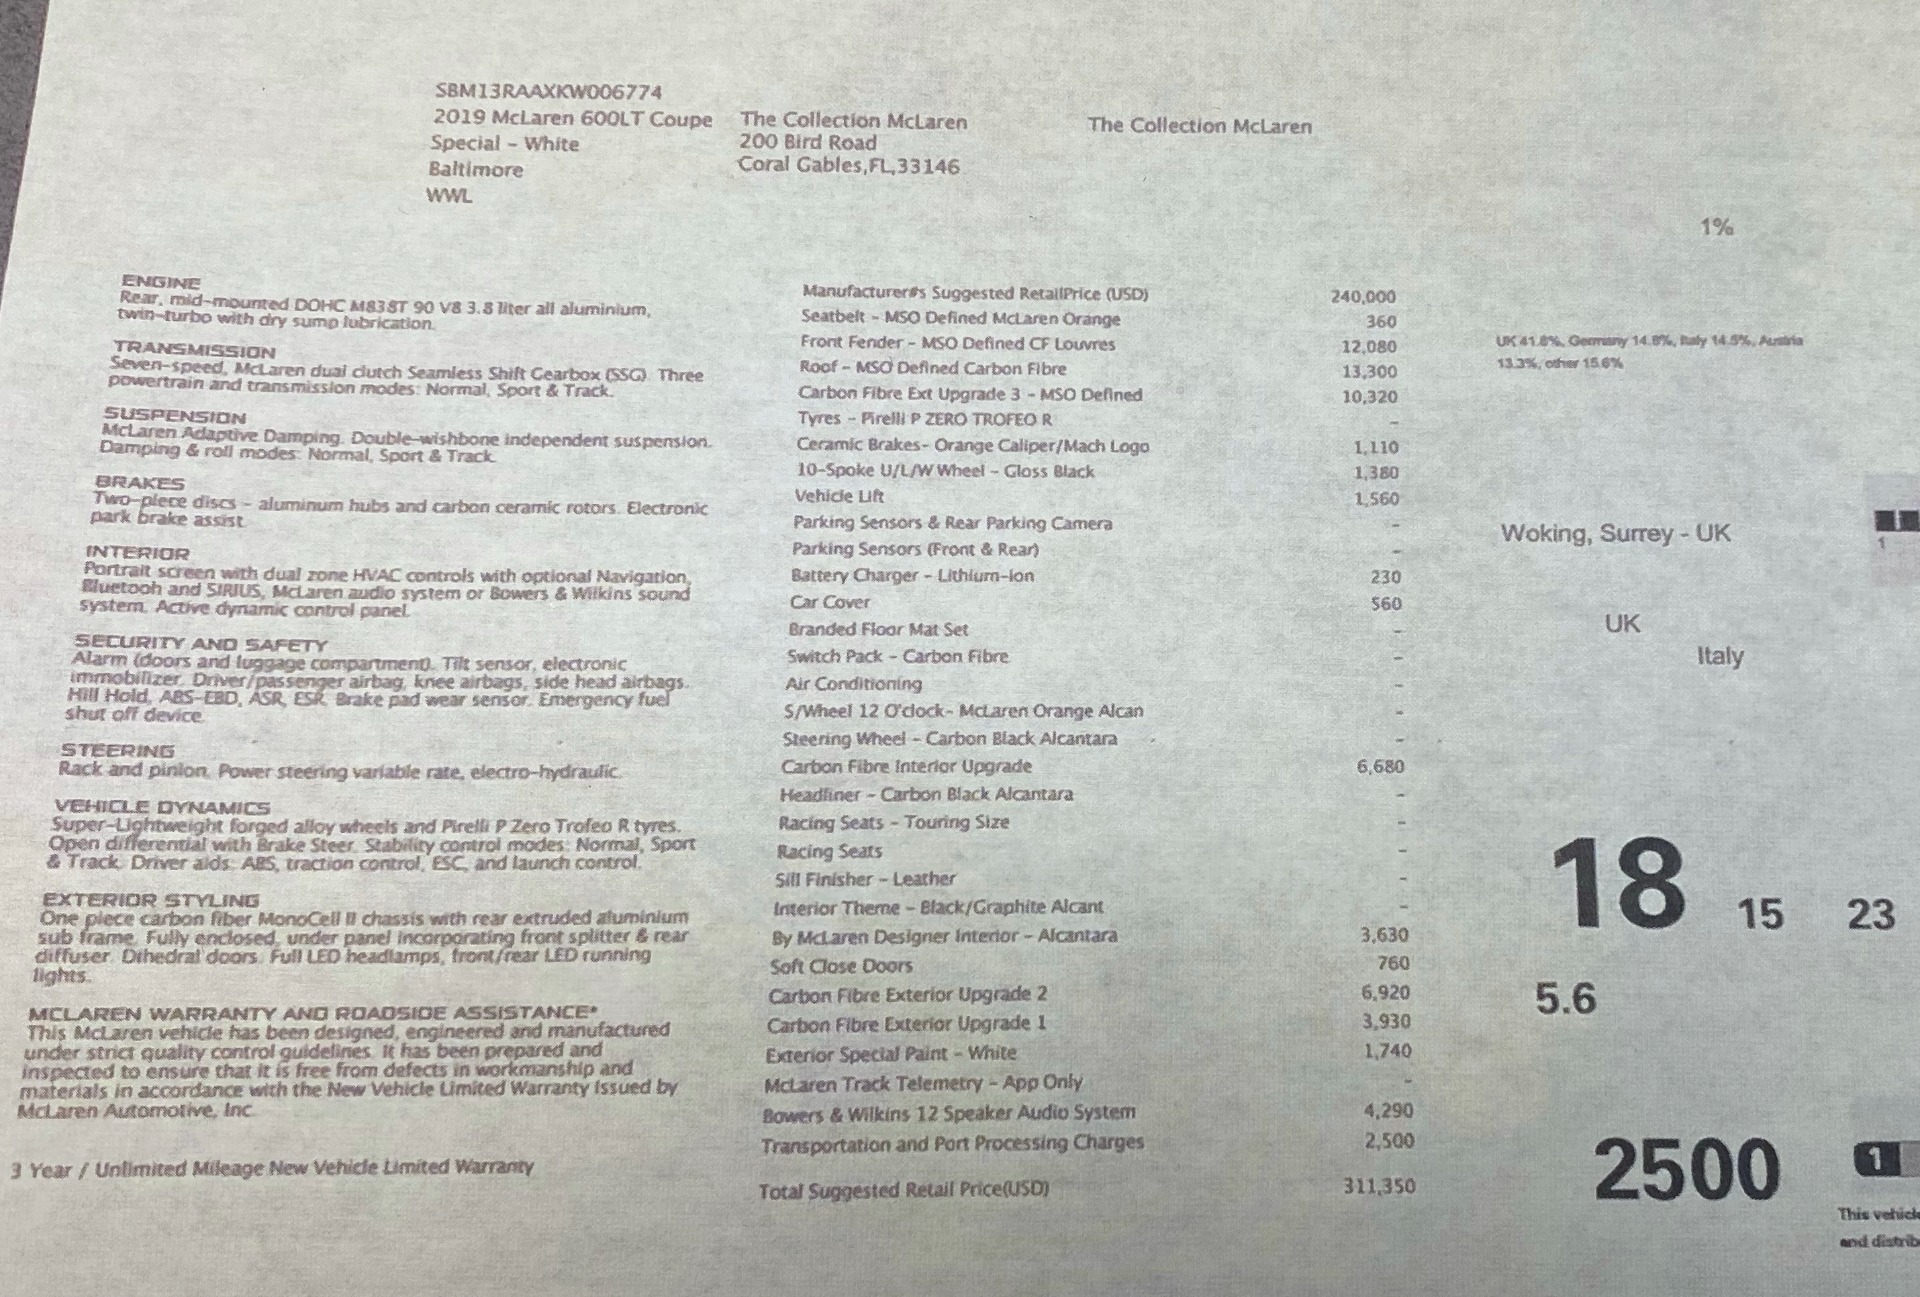 SBM13RAAXKW006774
2019 McLaren 600LT Coupe
Special - White
Baltimore
WWL
The Collection McLaren
200 Bird Road
Coral Gables,FL,33146
The Collection McLaren
1%
ENGINE
Rear, mid-mounted DOHC M838T 90 V8 3.8 liter all aluminium,
twin-turbo with dry sump lubrication.
TRANSMISSION
Seven-speed, McLaren dual clutch Seamless Shift Gearbox (SSG). Three
powertrain and transmission modes: Normal, Sport & Track.
SUSPENSION
McLaren Adaptive Damping. Double-wishbone independent suspension.
Damping & roll modes: Normal, Sport & Track.
BRAKES
Two-piece discs - aluminum hubs and carbon ceramic rotors. Electronic
park brake assist.
INTERIOR
Portrait screen with dual zone HVAC controls with optional Navigation,
Bluetooh and SIRIUS, McLaren audio system or Bowers & Wilkins sound
system. Active dynamic control panel.
SECURITY AND SAFETY
Alarm (doors and luggage compartment). Tilt sensor, electronic
immobilizer. Driver/passenger airbag, knee airbags, side head airbags.
Hill Hold, ABS-EBD, ASR, ESR. Brake pad wear sensor. Emergency fuel
shut off device.
STEERING
Rack and pinion. Power steering variable rate, electro-hydraulic.
VEHICLE DYNAMICS
Super-Lightweight forged alloy wheels and Pirelli P Zero Trofeo R tyres.
Open differential with Brake Steer. Stability control modes: Normal, Sport
& Track. Driver aids: ABS, traction control, ESC, and launch control.
EXTERIOR STYLING
One piece carbon fiber MonoCell II chassis with rear extruded aluminium
sub frame. Fully enclosed, under panel incorporating front splitter & rear
diffuser. Dihedral doors. Full LED headlamps, front/rear LED running
lights.
MCLAREN WARRANTY AND ROADSIDE ASSISTANCE*
This McLaren vehicle has been designed, engineered and manufactured
under strict quality control guidelines. It has been prepared and
inspected to ensure that it is free from defects in workmanship and
materials in accordance with the New Vehicle Limited Warranty issued by
McLaren Automotive, Inc.
3 Year / Unlimited Mileage New Vehicle Limited Warranty
Manufacturer#s Suggested RetailPrice (USD) 240,000
Seatbelt - MSO Defined McLaren Orange 360
Front Fender - MSO Defined CF Louvres 12,080
Roof - MSO Defined Carbon Fibre 13,300
Carbon Fibre Ext Upgrade 3 - MSO Defined 10,320
Tyres - Pirelli P ZERO TROFEO R -
Ceramic Brakes- Orange Caliper/Mach Logo 1,110
10-Spoke U/L/W Wheel - Gloss Black 1,380
Vehicle Lift 1,560
Parking Sensors & Rear Parking Camera -
Parking Sensors (Front & Rear) -
Battery Charger - Lithium-ion 230
Car Cover 560
Branded Floor Mat Set -
Switch Pack - Carbon Fibre -
Air Conditioning -
S/Wheel 12 O'clock- McLaren Orange Alcan -
Steering Wheel - Carbon Black Alcantara -
Carbon Fibre Interior Upgrade 6,680
Headliner - Carbon Black Alcantara -
Racing Seats - Touring Size -
Racing Seats -
Sill Finisher - Leather -
Interior Theme - Black/Graphite Alcant -
By McLaren Designer Interior - Alcantara 3,630
Soft Close Doors 760
Carbon Fibre Exterior Upgrade 2 6,920
Carbon Fibre Exterior Upgrade 1 3,930
Exterior Special Paint - White 1,740
McLaren Track Telemetry - App Only -
Bowers & Wilkins 12 Speaker Audio System 4,290
Transportation and Port Processing Charges 2,500
Total Suggested Retail Price(USD) 311,350
UK 41.8%, Germany 14.8%, Italy 14.5%, Austria
13.3%, other 15.6%
Woking, Surrey - UK
1
UK
Italy
18 15 23
5.6
2500
1
This vehicle
and distrib